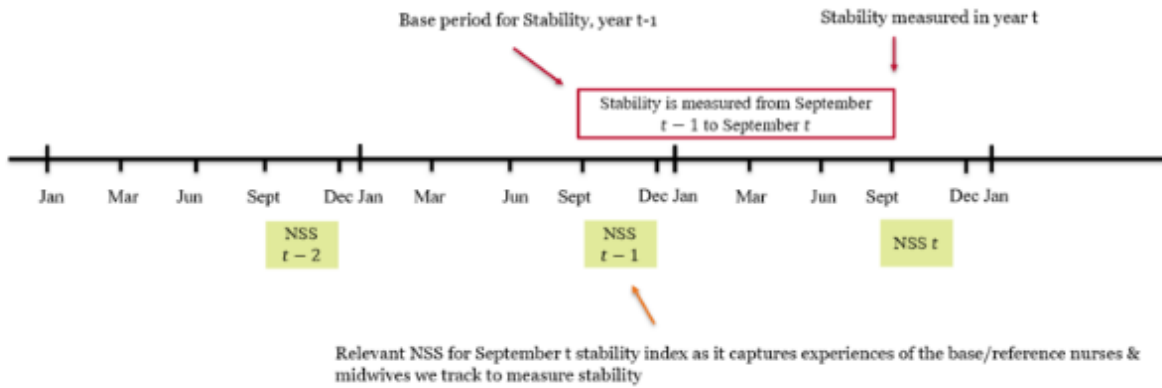 Base period for Stability, year t-1
Stability measured in year t
Stability is measured from September
t − 1 to September t
Jan Mar Jun Sept Dec Jan Mar Jun Sept Dec Jan Mar Jun Sept Dec Jan
NSS
t − 2
NSS
t − 1
NSS t
Relevant NSS for September t stability index as it captures experiences of the base/reference nurses &
midwives we track to measure stability